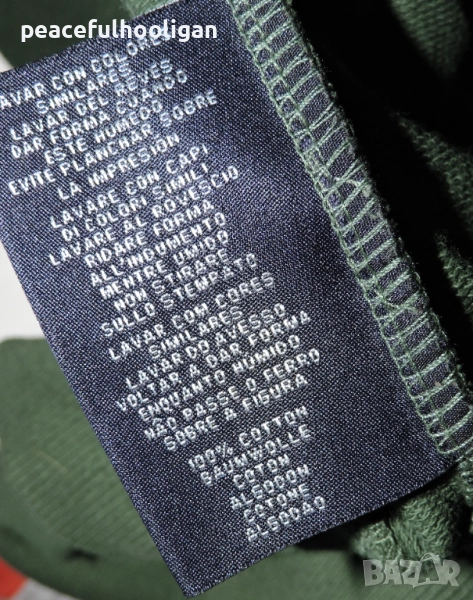 peacefulhooligan
LAVAR CON COLORES
SIMILARES
LAVAR DEL REVES
DAR FORMA CUANDO
ESTE HUMEDO
EVITE PLANCHAR SOBRE
LA IMPRESION
LAVARE CON CAPI
DI COLORI SIMILI
LAVARE AL ROVESCIO
RIDARE FORMA
ALL'INDUMENTO
MENTRE UMIDO
NON STIRARE
SULLO STAMPATO
LAVAR COM CORES
SIMILARES
LAVAR DO AVESSO
VOLTAR A DAR FORMA
ENQUANTO HUMIDO
NÃO PASSE O FERRO
SOBRE A FIGURA
100% COTTON
BAUMWOLLE
COTON
ALGODON
COTONE
ALGODAO
BAZAR
bg